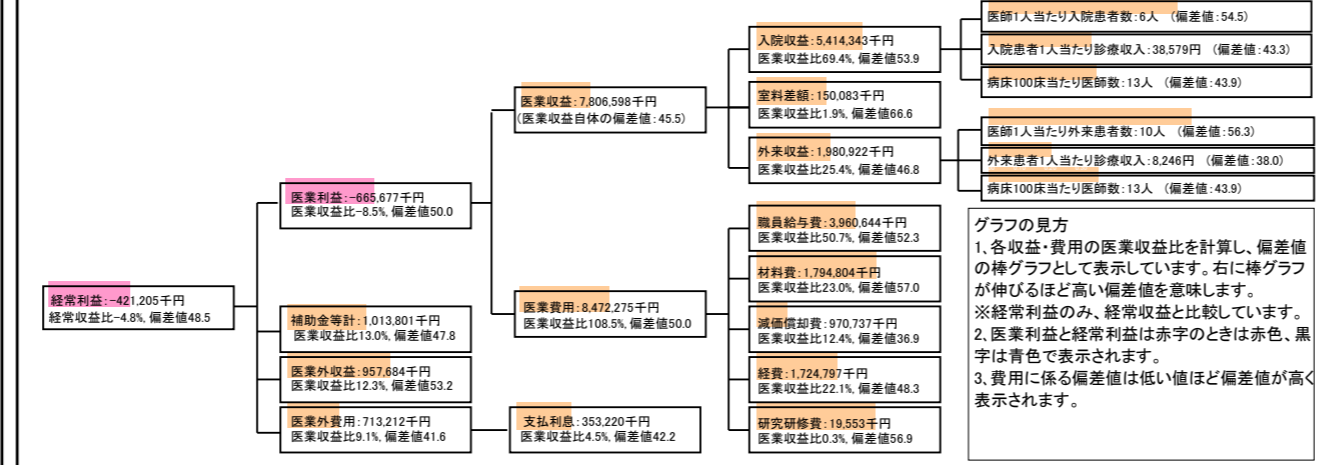 経常利益:-421,205千円
経常収益比-4.8%, 偏差値48.5
医業利益:-665,677千円
医業収益比-8.5%, 偏差値50.0
補助金等計:1,013,801千円
医業収益比13.0%, 偏差値47.8
医業外収益:957,684千円
医業収益比12.3%, 偏差値53.2
医業外費用:713,212千円
医業収益比9.1%, 偏差値41.6
医業収益:7,806,598千円
(医業収益自体の偏差値:45.5)
医業費用:8,472,275千円
医業収益比108.5%, 偏差値50.0
支払利息:353,220千円
医業収益比4.5%, 偏差値42.2
入院収益:5,414,343千円
医業収益比69.4%, 偏差値53.9
室料差額:150,083千円
医業収益比1.9%, 偏差値66.6
外来収益:1,980,922千円
医業収益比25.4%, 偏差値46.8
職員給与費:3,960,644千円
医業収益比50.7%, 偏差値52.3
材料費:1,794,804千円
医業収益比23.0%, 偏差値57.0
減価償却費:970,737千円
医業収益比12.4%, 偏差値36.9
経費:1,724,797千円
医業収益比22.1%, 偏差値48.3
研究研修費:19,553千円
医業収益比0.3%, 偏差値56.9
医師1人当たり入院患者数:6人 (偏差値:54.5)
入院患者1人当たり診療収入:38,579円 (偏差値:43.3)
病床100床当たり医師数:13人 (偏差値:43.9)
医師1人当たり外来患者数:10人 (偏差値:56.3)
外来患者1人当たり診療収入:8,246円 (偏差値:38.0)
病床100床当たり医師数:13人 (偏差値:43.9)
グラフの見方
1、各収益・費用の医業収益比を計算し、偏差値
の棒グラフとして表示しています。右に棒グラフ
が伸びるほど高い偏差値を意味します。
※経常利益のみ、経常収益と比較しています。
2、医業利益と経常利益は赤字のときは赤色、黒
字は青色で表示されます。
3、費用に係る偏差値は低い値ほど偏差値が高く
表示されます。